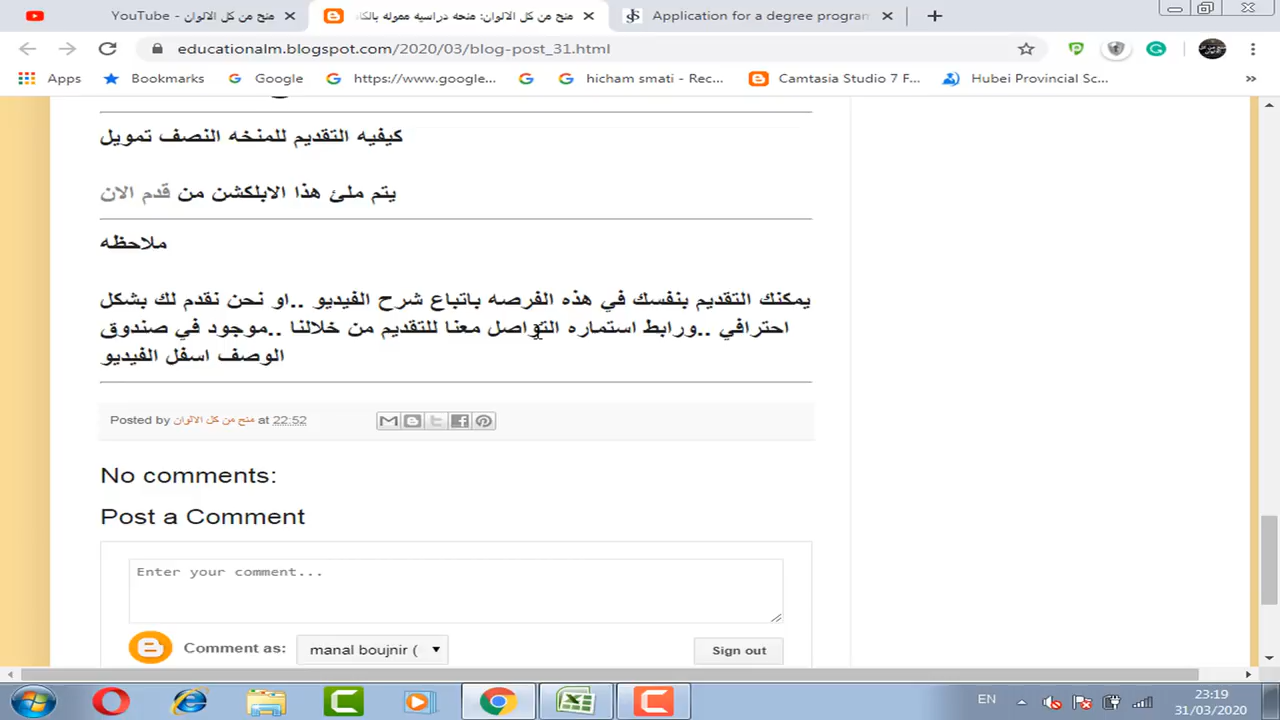 YouTube - منح من كل الالوان
منح من كل الالوان: منحه دراسيه ممولة بالكا
Application for a degree progran
educationalm.blogspot.com/2020/03/blog-post_31.html
Apps
Bookmarks
Google
https://www.google...
hicham smati - Rec...
Camtasia Studio 7 F...
Hubei Provincial Sc...
»
كيفيه التقديم للمنخه النصف تمويل
يتم ملئ هذا الابلكشن من قدم الان
ملاحظه
يمكنك التقديم بنفسك في هذه الفرصه باتباع شرح الفيديو ..او نحن نقدم لك بشكل
احترافي ..ورابط استماره التواصل معنا للتقديم من خلالنا ..موجود في صندوق
الوصف اسفل الفيديو
Posted by منح من كل الالوان at 22:52
No comments:
Post a Comment
Enter your comment...
Comment as:
manal boujnir (
Sign out
EN
23:19
31/03/2020